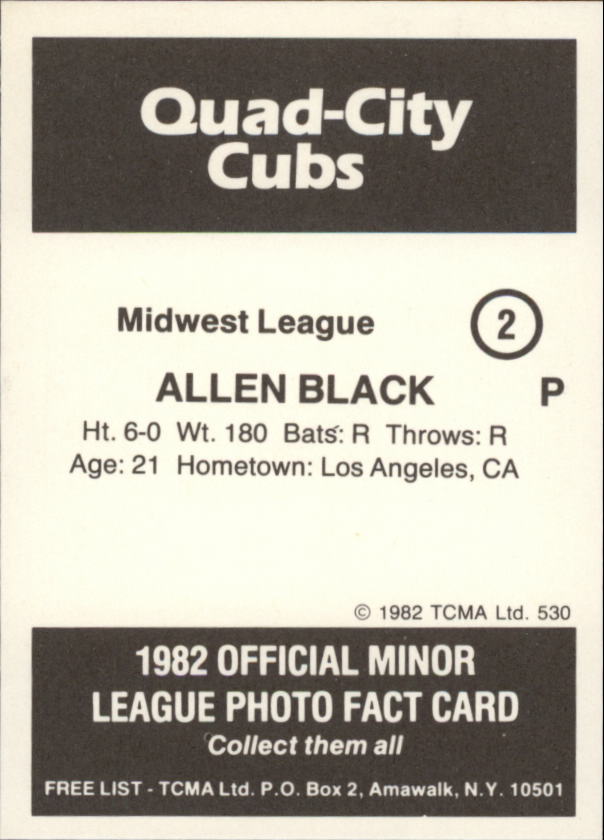 Quad-City
Cubs
Midwest League 2
ALLEN BLACK P
Ht. 6-0 Wt. 180 Bats: R Throws: R
Age: 21 Hometown: Los Angeles, CA
© 1982 TCMA Ltd. 530
1982 OFFICIAL MINOR
LEAGUE PHOTO FACT CARD
Collect them all
FREE LIST - TCMA Ltd. P.O. Box 2, Amawalk, N.Y. 10501